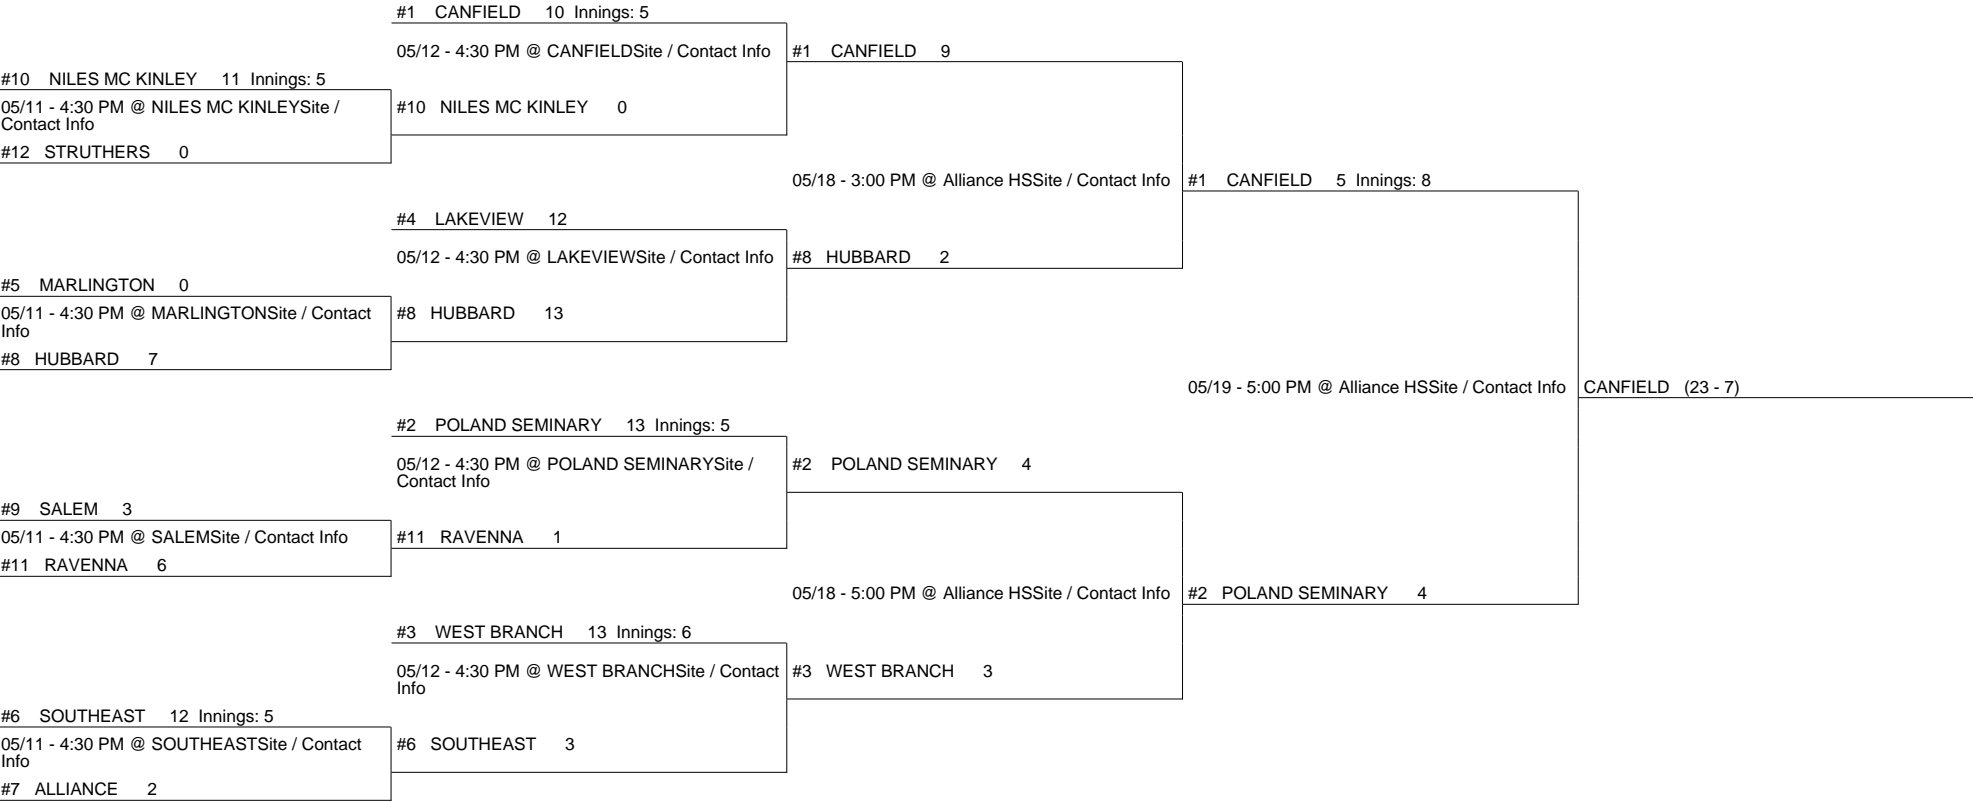 #1 CANFIELD 10 Innings: 5
05/12 - 4:30 PM @ CANFIELDSite / Contact Info
#1 CANFIELD 9
#10 NILES MC KINLEY 11 Innings: 5
05/11 - 4:30 PM @ NILES MC KINLEYSite /
Contact Info
#10 NILES MC KINLEY 0
#12 STRUTHERS 0
05/18 - 3:00 PM @ Alliance HSSite / Contact Info
#1 CANFIELD 5 Innings: 8
#4 LAKEVIEW 12
05/12 - 4:30 PM @ LAKEVIEWSite / Contact Info
#8 HUBBARD 2
#5 MARLINGTON 0
05/11 - 4:30 PM @ MARLINGTONSite / Contact
Info
#8 HUBBARD 13
#8 HUBBARD 7
05/19 - 5:00 PM @ Alliance HSSite / Contact Info
CANFIELD (23 - 7)
#2 POLAND SEMINARY 13 Innings: 5
05/12 - 4:30 PM @ POLAND SEMINARYSite /
Contact Info
#2 POLAND SEMINARY 4
#9 SALEM 3
05/11 - 4:30 PM @ SALEMSite / Contact Info
#11 RAVENNA 1
#11 RAVENNA 6
05/18 - 5:00 PM @ Alliance HSSite / Contact Info
#2 POLAND SEMINARY 4
#3 WEST BRANCH 13 Innings: 6
05/12 - 4:30 PM @ WEST BRANCHSite / Contact
Info
#3 WEST BRANCH 3
#6 SOUTHEAST 12 Innings: 5
05/11 - 4:30 PM @ SOUTHEASTSite / Contact
Info
#6 SOUTHEAST 3
#7 ALLIANCE 2